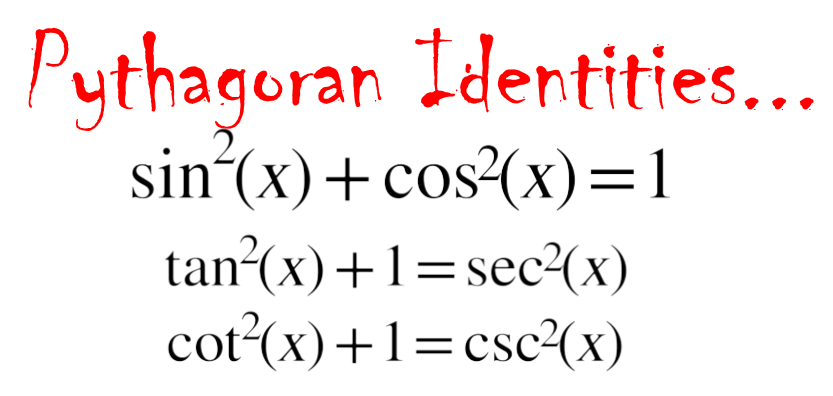 Pythagoran Identities...
sin²(x)+cos²(x)=1
tan²(x)+1=sec²(x)
cot²(x)+1=csc²(x)